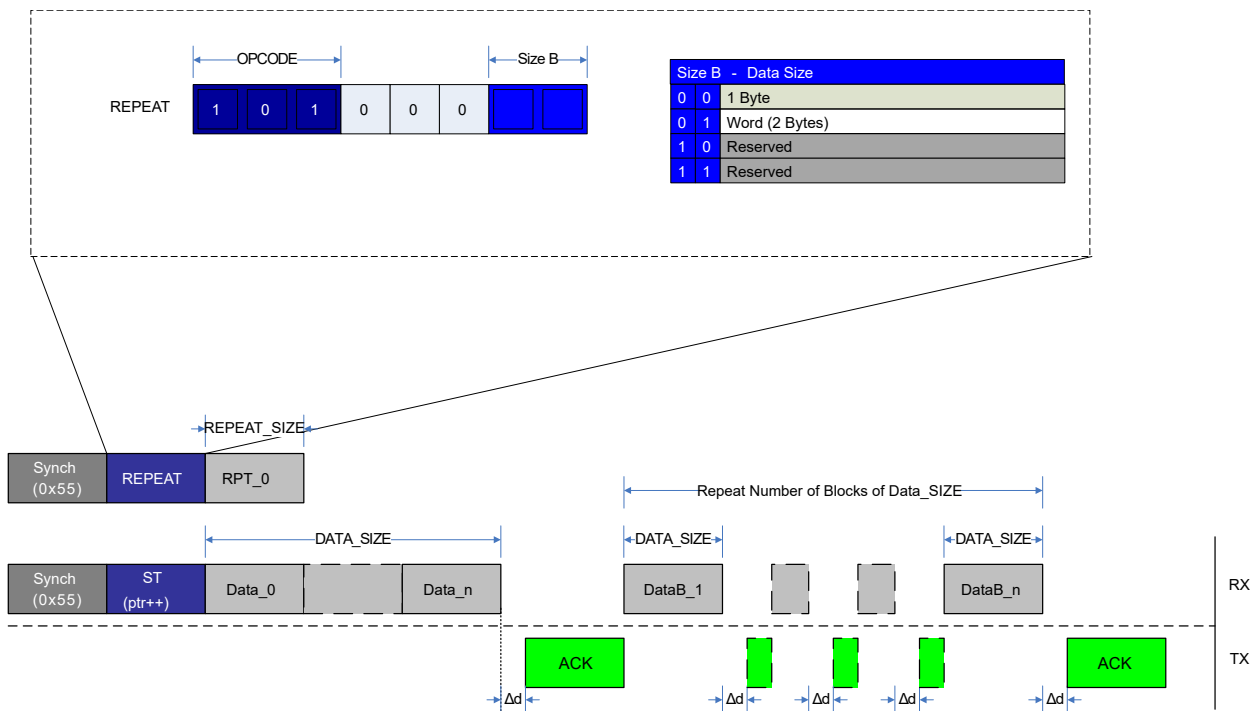 OPCODE
Size B
REPEAT
1 0 1 0 0 0
Size B - Data Size
0 0 1 Byte
0 1 Word (2 Bytes)
1 0 Reserved
1 1 Reserved
REPEAT_SIZE
Synch
(0x55)
REPEAT
RPT_0
Repeat Number of Blocks of Data_SIZE
DATA_SIZE
DATA_SIZE
DATA_SIZE
Synch
(0x55)
ST
(ptr++)
Data_0
Data_n
DataB_1
DataB_n
RX
ACK
ACK
TX
Δd
Δd
Δd
Δd
Δd